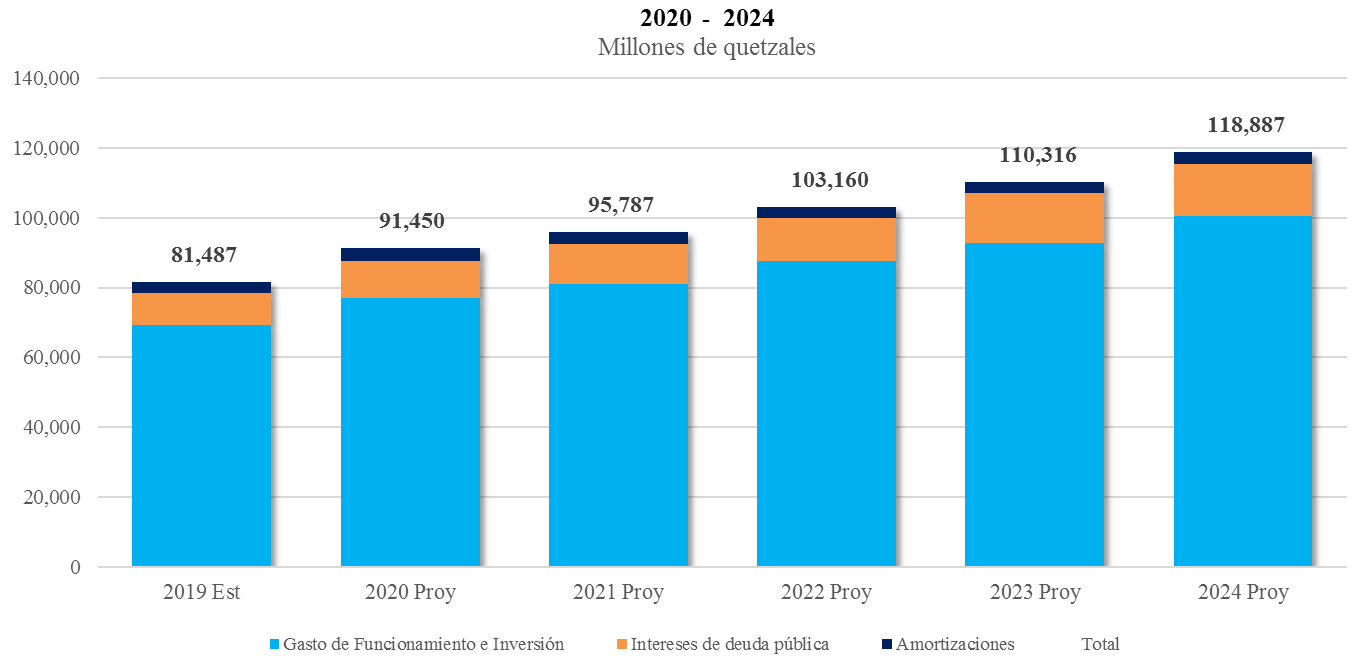 2020 - 2024
Millones de quetzales
140,000
120,000
100,000
80,000
60,000
40,000
20,000
0
81,487
91,450
95,787
103,160
110,316
118,887
2019 Est
2020 Proy
2021 Proy
2022 Proy
2023 Proy
2024 Proy
Gasto de Funcionamiento e Inversión
Intereses de deuda pública
Amortizaciones
Total